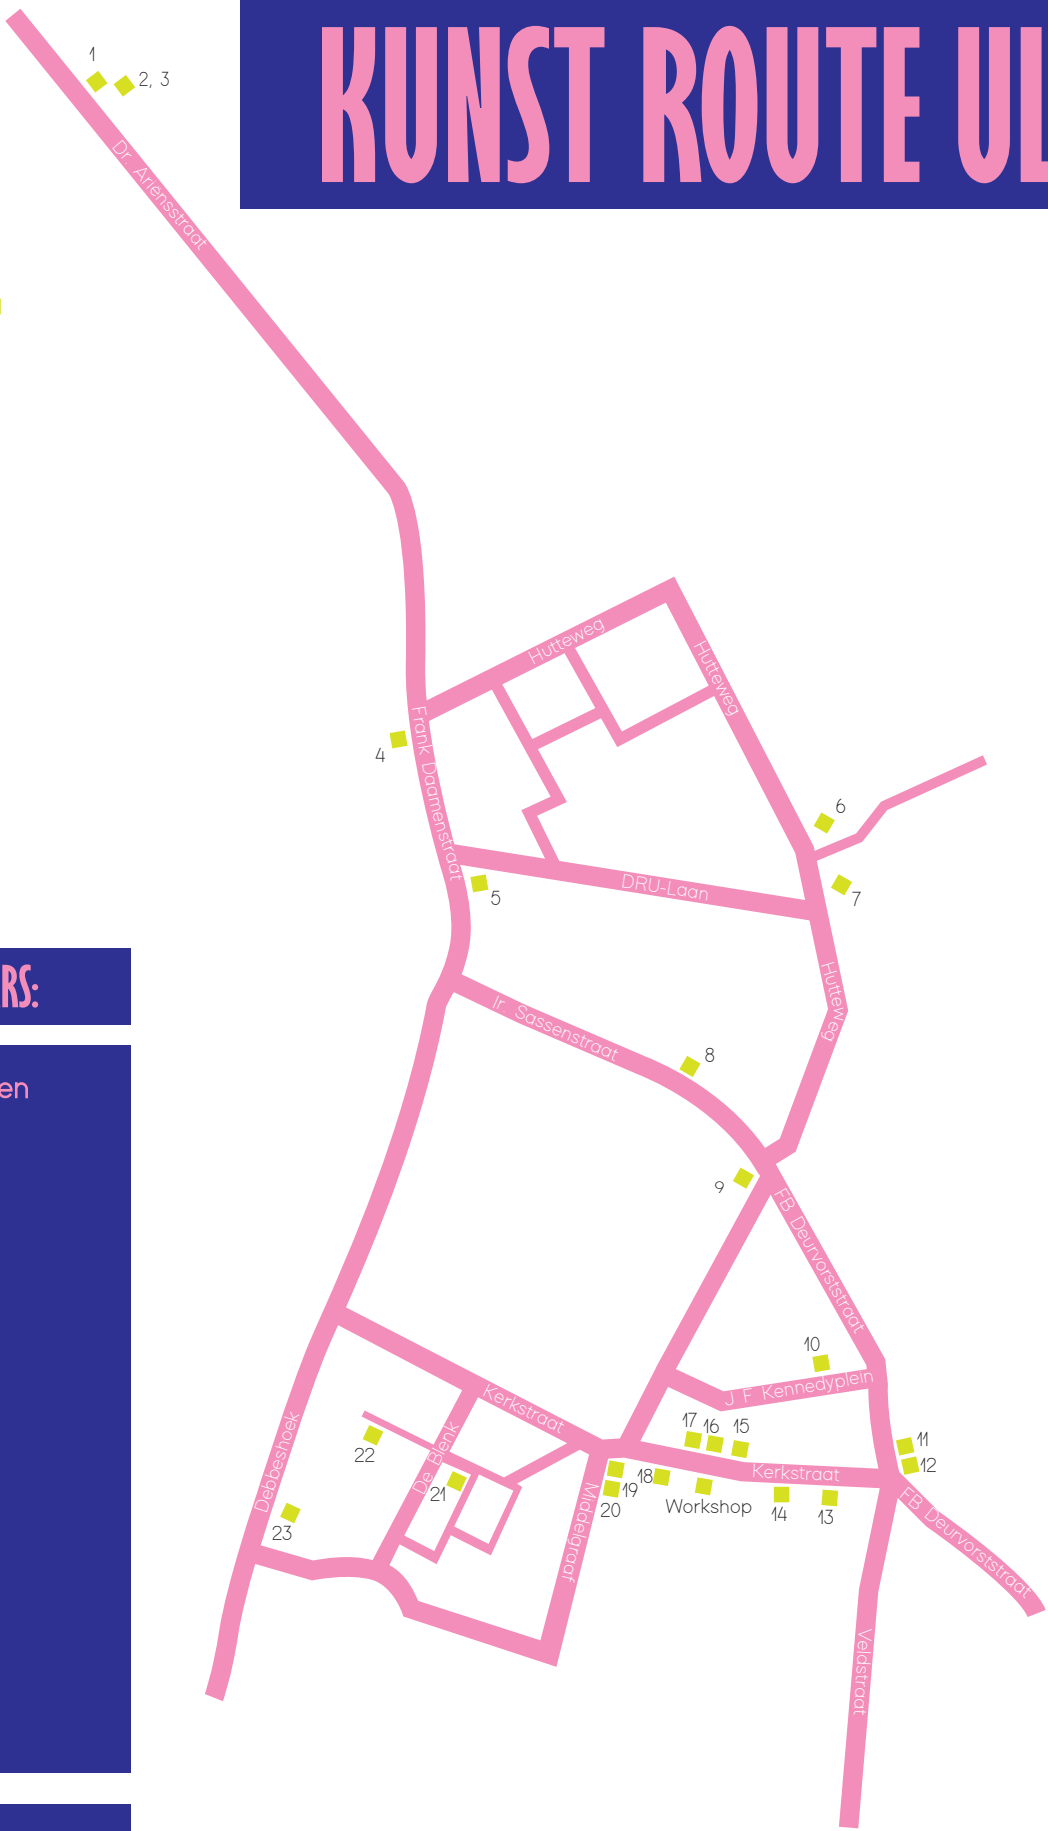 KUNST ROUTE UL
1
2, 3
Dr. Ariensstraat
Hutteweg
Hutteweg
Frank Daamenstraat
4
6
5
DRU-Laan
7
RS:
Hutteweg
Ir. Sassenstraat
8
en
9
FB Deurvorststraat
10
J F Kennedyplein
Kerkstraat
17
16
15
11
12
De Blenk
22
Debbeshoek
21
18
19
20
Kerkstraat
Workshop
14
13
23
Middelgraaf
FB Deurvorststraat
Veldstraat